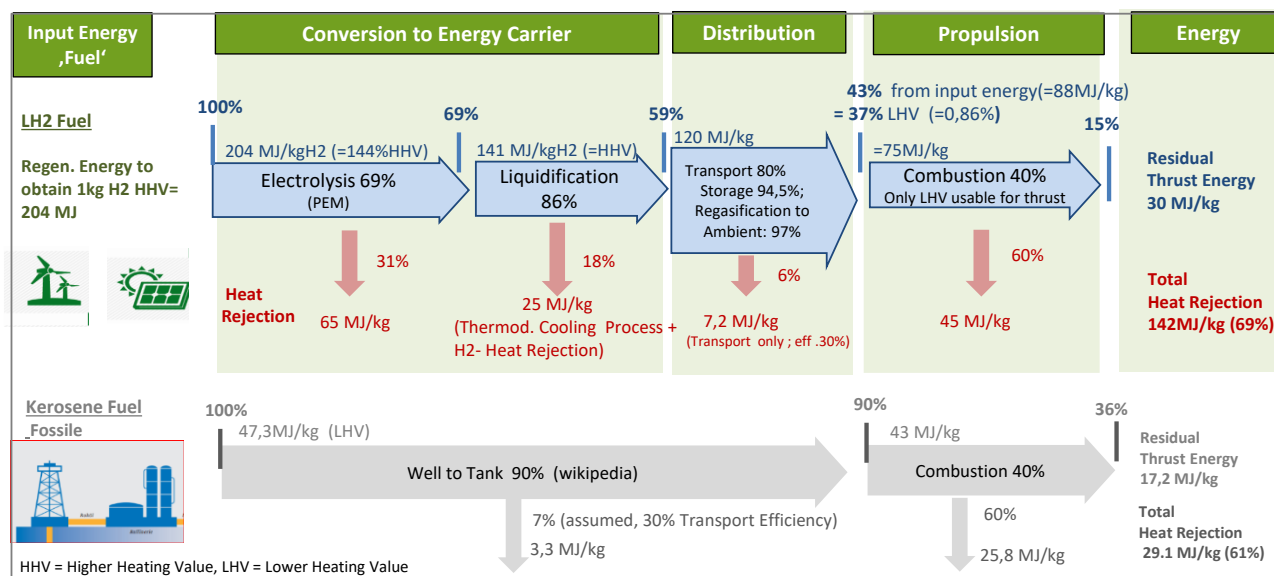 Input Energy
‚Fuel‘
Conversion to Energy Carrier
Distribution
Propulsion
Energy
LH2 Fuel
Regen. Energy to
obtain 1kg H2 HHV=
204 MJ
100%
69%
59%
43% from input energy(=88MJ/kg)
= 37% LHV (=0,86%)
15%
204 MJ/kgH2 (=144%HHV)
Electrolysis 69%
(PEM)
141 MJ/kgH2 (=HHV)
Liquidification
86%
120 MJ/kg
Transport 80%
Storage 94,5%;
Regasification to
Ambient: 97%
=75MJ/kg
Combustion 40%
Only LHV usable for thrust
Residual
Thrust Energy
30 MJ/kg
Heat
Rejection
31%
65 MJ/kg
18%
25 MJ/kg
(Thermod. Cooling Process +
H2- Heat Rejection)
6%
7,2 MJ/kg
(Transport only ; eff .30%)
60%
45 MJ/kg
Total
Heat Rejection
142MJ/kg (69%)
Kerosene Fuel
_Fossile
100%
47,3MJ/kg (LHV)
Well to Tank 90% (wikipedia)
7% (assumed, 30% Transport Efficiency)
3,3 MJ/kg
90%
43 MJ/kg
Combustion 40%
60%
25,8 MJ/kg
36%
Residual
Thrust Energy
17,2 MJ/kg
Total
Heat Rejection
29.1 MJ/kg (61%)
HHV = Higher Heating Value, LHV = Lower Heating Value